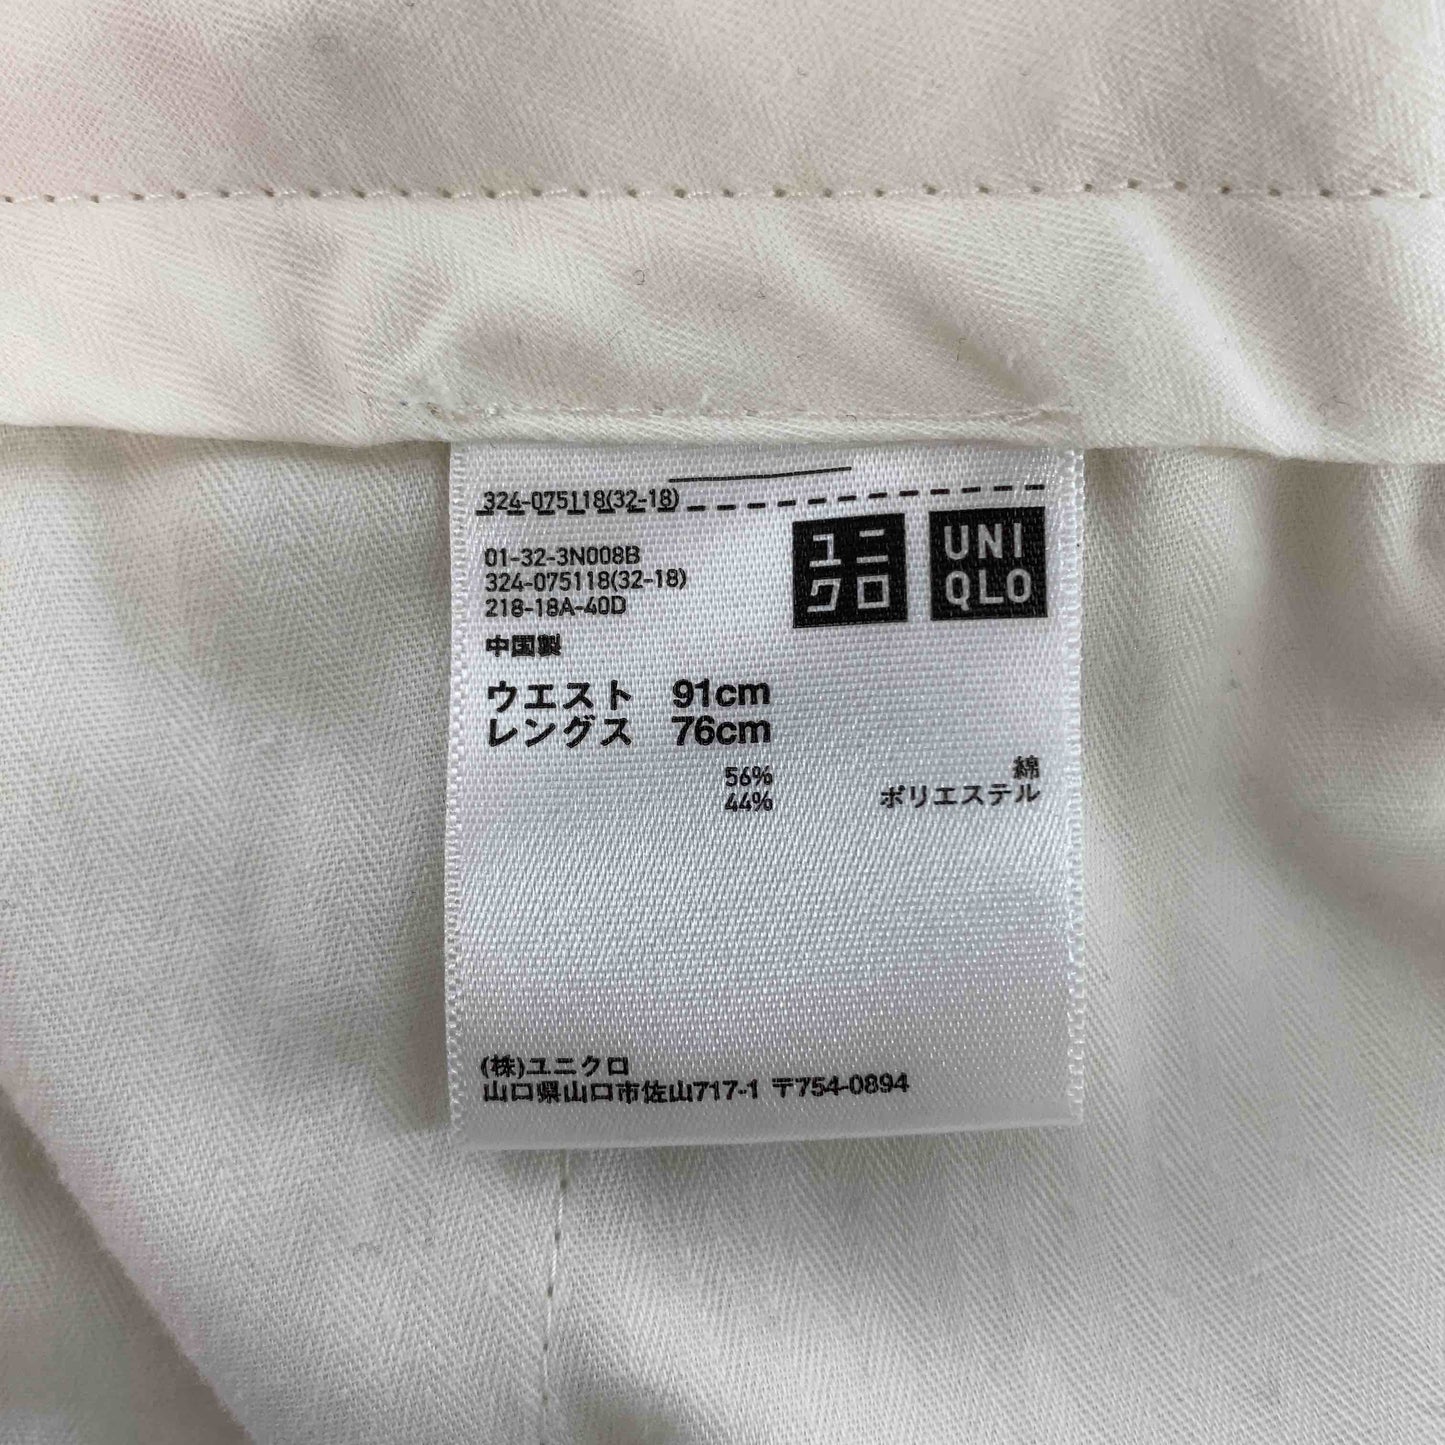 324-075118(32-18)
01-32-3N008B
324-075118(32-18)
218-18A-40D
中国製
ユニ
クロ
UNI
QLO
ウエスト 91cm
レングス 76cm
56% 綿
44% ポリエステル
(株)ユニクロ
山口県山口市佐山717-1 〒754-0894